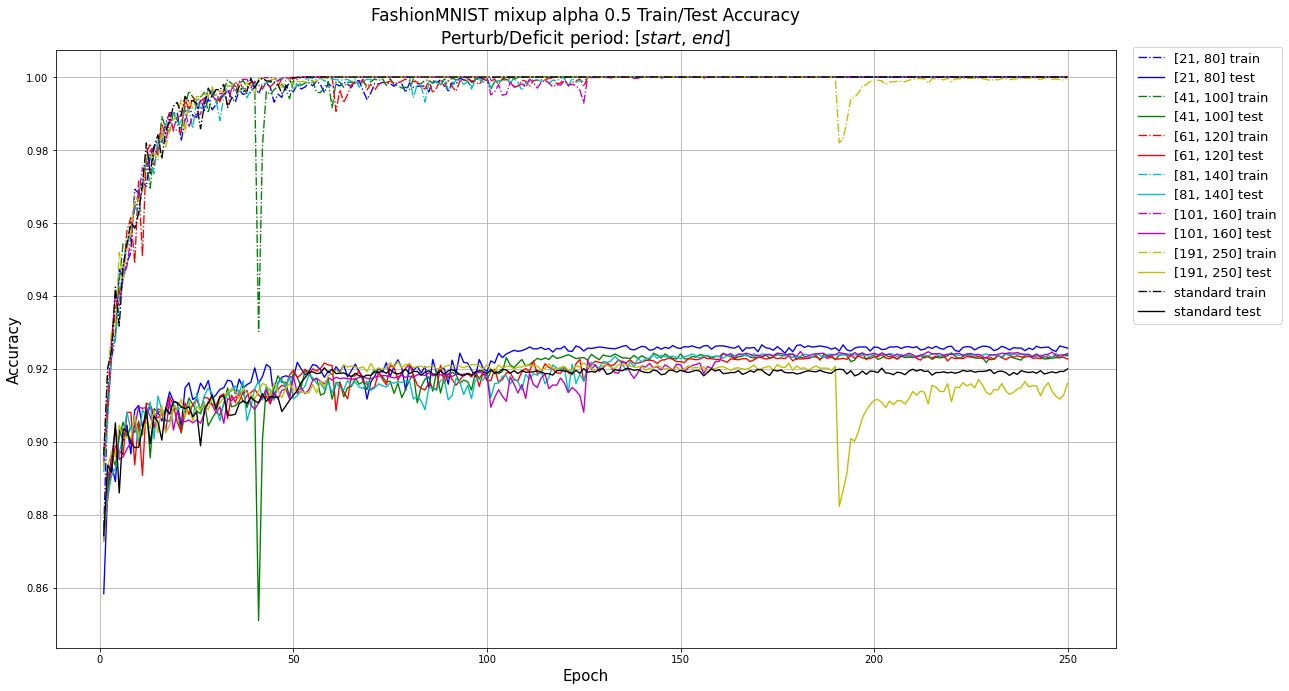 FashionMNIST mixup alpha 0.5 Train/Test Accuracy
Perturb/Deficit period: [start, end]
Accuracy
1.00
0.98
0.96
0.94
0.92
0.90
0.88
0.86
0
50
100
150
200
250
Epoch
[21, 80] train
[21, 80] test
[41, 100] train
[41, 100] test
[61, 120] train
[61, 120] test
[81, 140] train
[81, 140] test
[101, 160] train
[101, 160] test
[191, 250] train
[191, 250] test
standard train
standard test